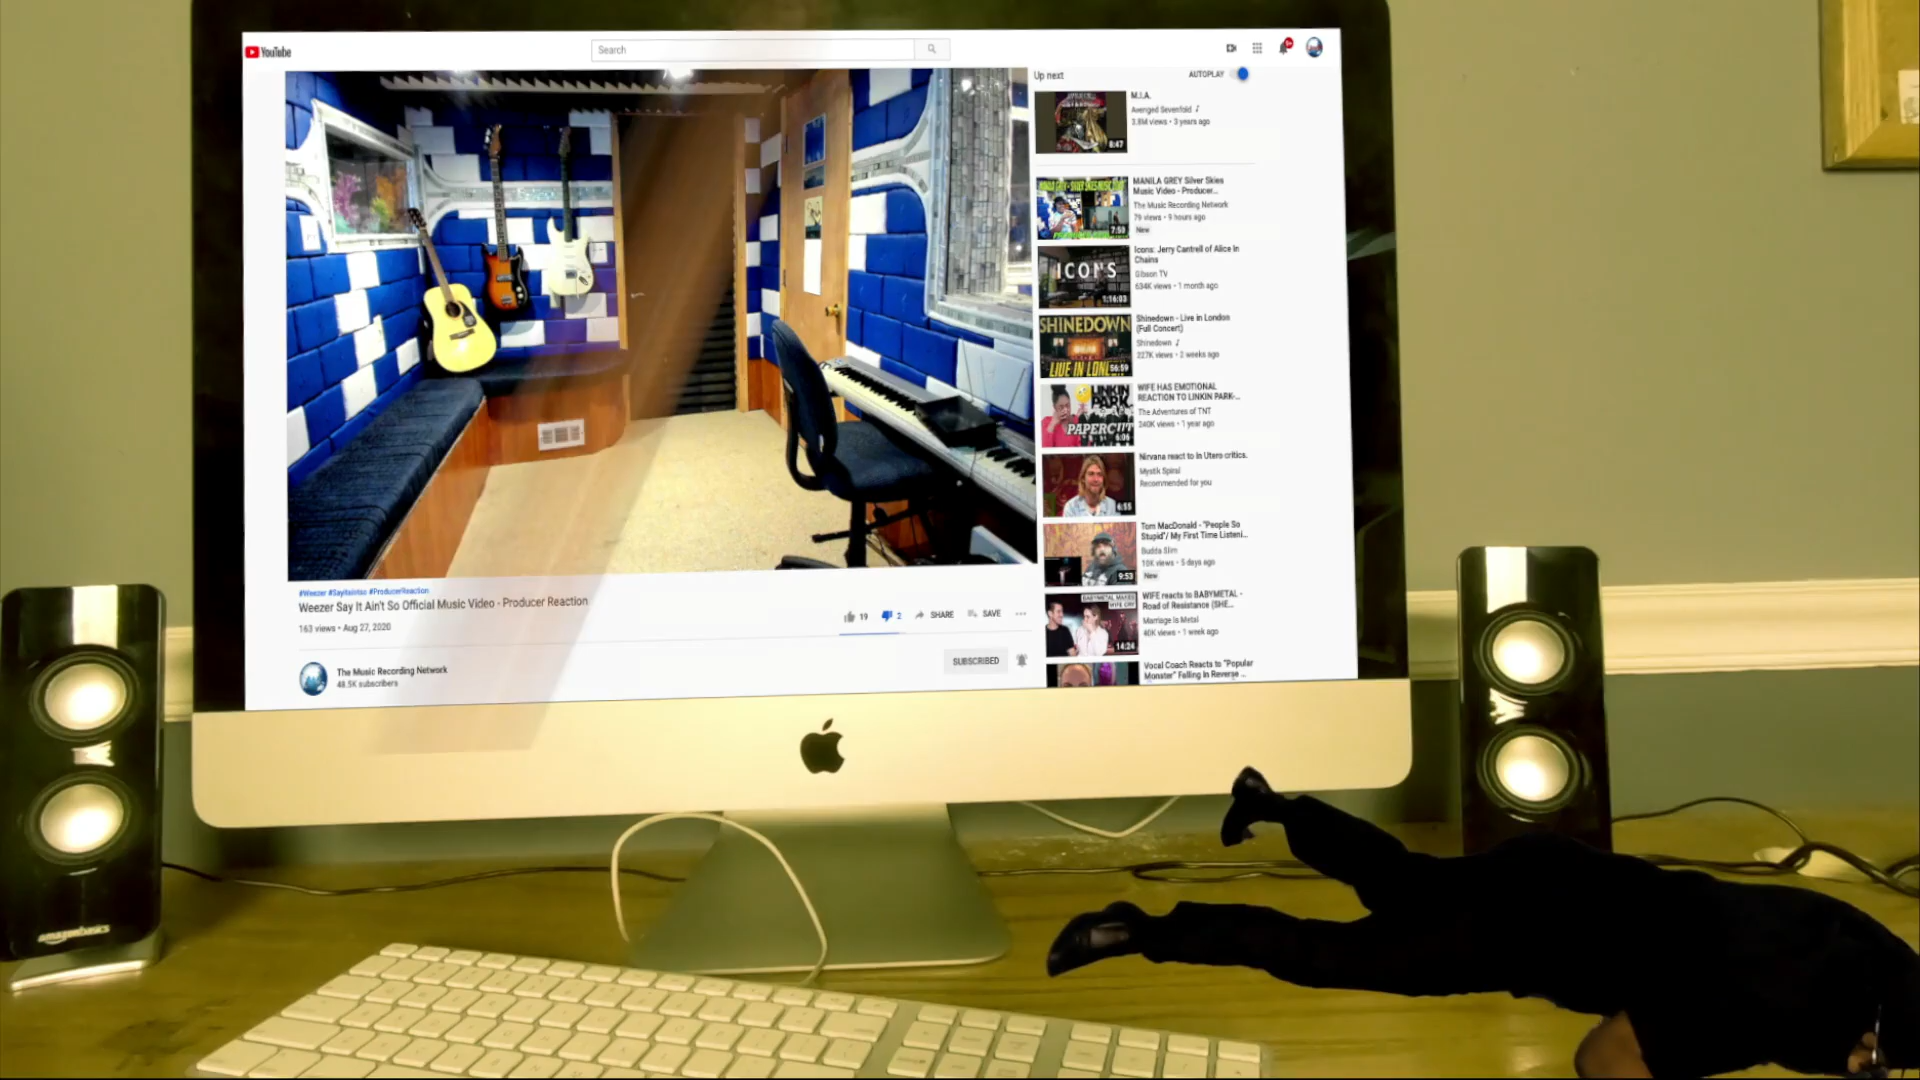 YouTube
Search
9+
Up next
AUTOPLAY
M.I.A.
Avenged Sevenfold ♪
3.8M views • 3 years ago
8:47
MANILA GREY Silver Skies
Music Video - Producer...
The Music Recording Network
79 views • 9 hours ago
New
7:59
Icons: Jerry Cantrell of Alice In
Chains
Gibson TV
634K views • 1 month ago
ICONS
1:16:03
Shinedown - Live in London
(Full Concert)
Shinedown ♪
227K views • 2 weeks ago
SHINEDOWN
LIVE IN LON
56:59
WIFE HAS EMOTIONAL
REACTION TO LINKIN PARK-...
The Adventures of TNT
240K views • 1 year ago
LINKIN
PARK
PAPERCUT
6:06
Nirvana react to In Utero critics.
Mystik Spiral
Recommended for you
6:55
Tom MacDonald - "People So
Stupid"/ My First Time Listeni...
Budda Slim
10K views • 5 days ago
New
9:53
WIFE reacts to BABYMETAL -
Road of Resistance (SHE...
Marriage Is Metal
40K views • 1 week ago
BABYMETAL MAKES
WIFE CRY
14:24
Vocal Coach Reacts to "Popular
Monster" Falling In Reverse ...
#Weezer #SayItAintso #ProducerReaction
Weezer Say It Ain't So Official Music Video - Producer Reaction
163 views • Aug 27, 2020
19
2
SHARE
SAVE
The Music Recording Network
48.5K subscribers
SUBSCRIBED
amazonbasics